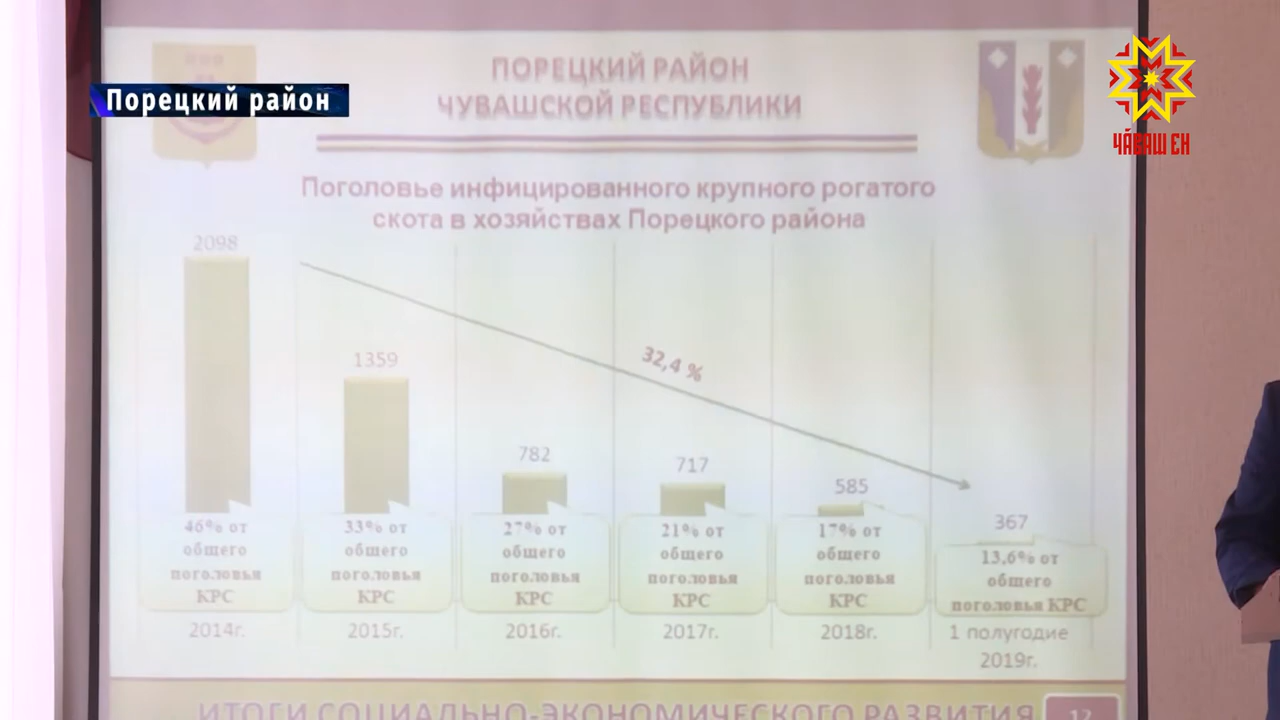 ПОРЕЦКИЙ РАЙОН
ЧУВАШСКОЙ РЕСПУБЛИКИ
Порецкий район
ЧӐВАШ ЕН
Поголовье инфицированного крупного рогатого
скота в хозяйствах Порецкого района
2098
1359
782
717
585
367
32,4 %
46% от
общего
поголовья
КРС
33% от
общего
поголовья
КРС
27% от
общего
поголовья
КРС
21% от
общего
поголовья
КРС
17% от
общего
поголовья
КРС
13,6% от
общего
поголовья КРС
2014г.
2015г.
2016г.
2017г.
2018г.
1 полугодие
2019г.
ИТОГИ СОЦИАЛЬНО-ЭКОНОМИЧЕСКОГО РАЗВИТИЯ
12